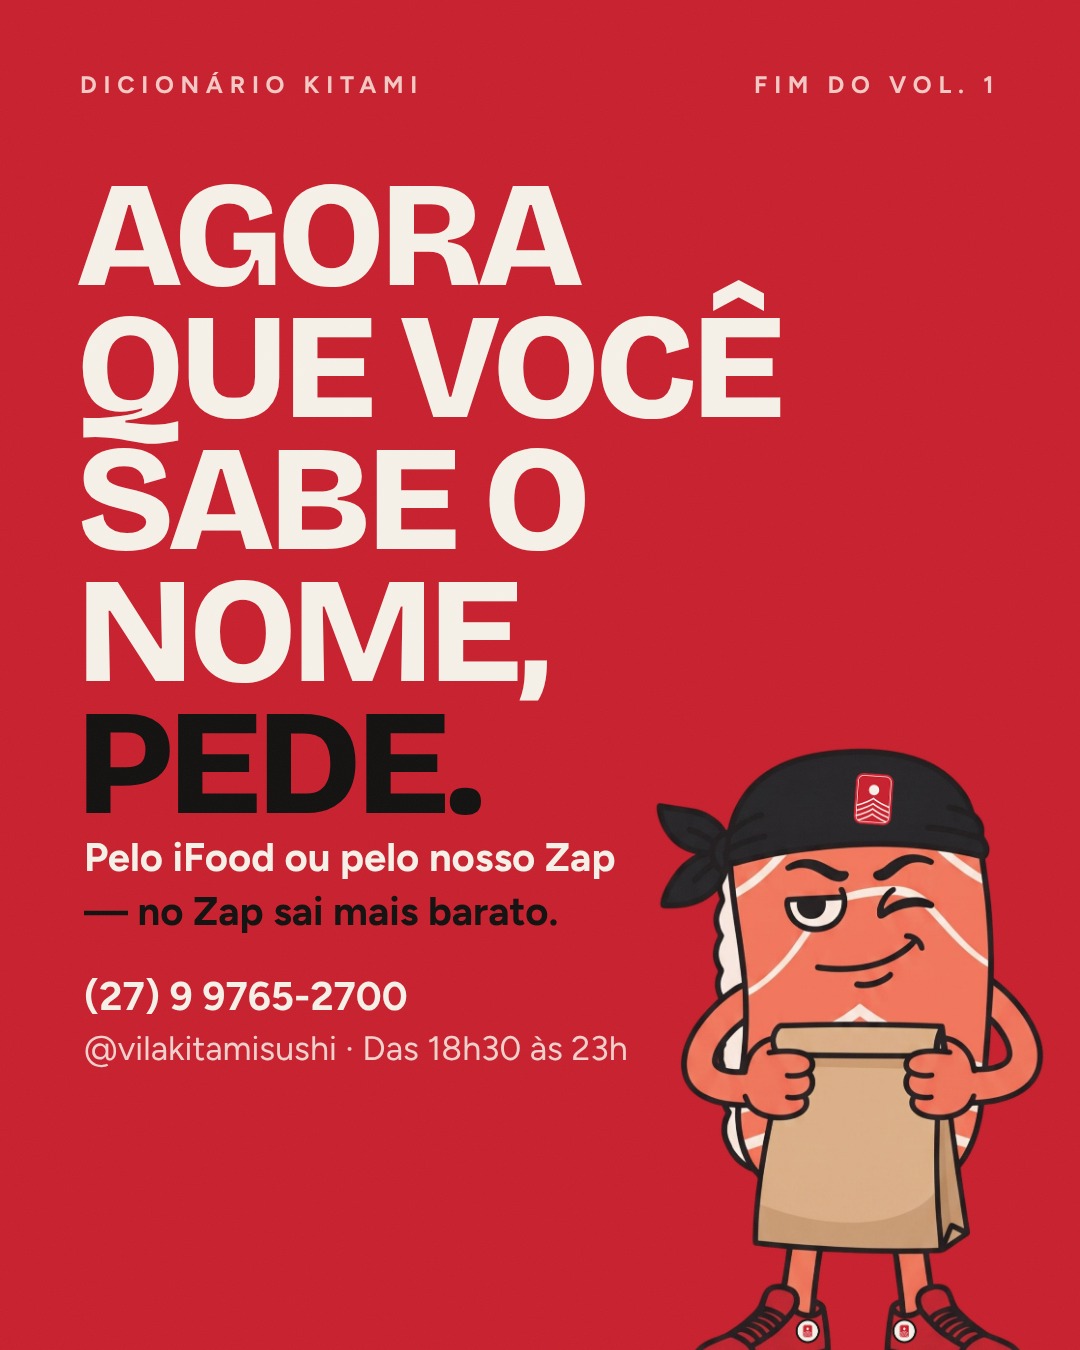 DICIONÁRIO KITAMI
FIM DO VOL. 1
AGORA
QUE VOCÊ
SABE O
NOME,
PEDE.
Pelo iFood ou pelo nosso Zap
— no Zap sai mais barato.
(27) 9 9765-2700
@vilakitamisushi · Das 18h30 às 23h